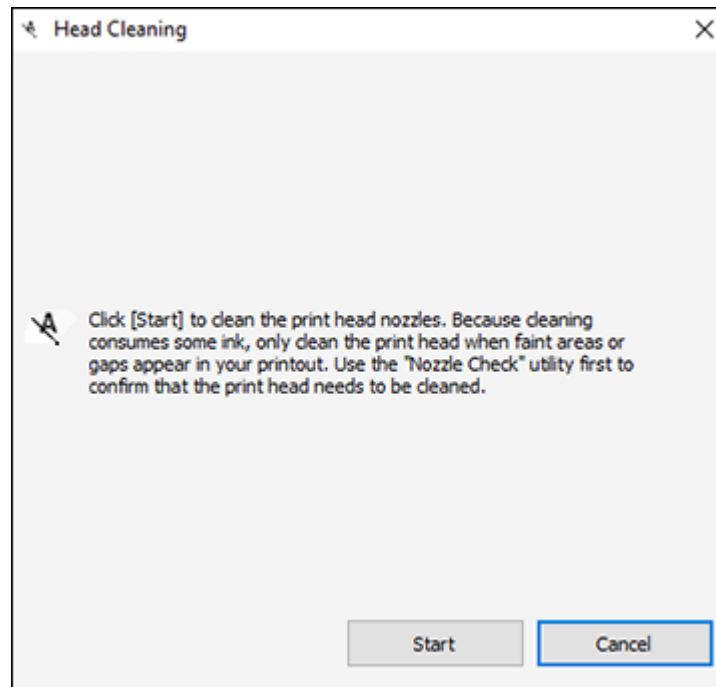 Head Cleaning
Click [Start] to clean the print head nozzles. Because cleaning
consumes some ink, only clean the print head when faint areas or
gaps appear in your printout. Use the "Nozzle Check" utility first to
confirm that the print head needs to be cleaned.
Start Cancel